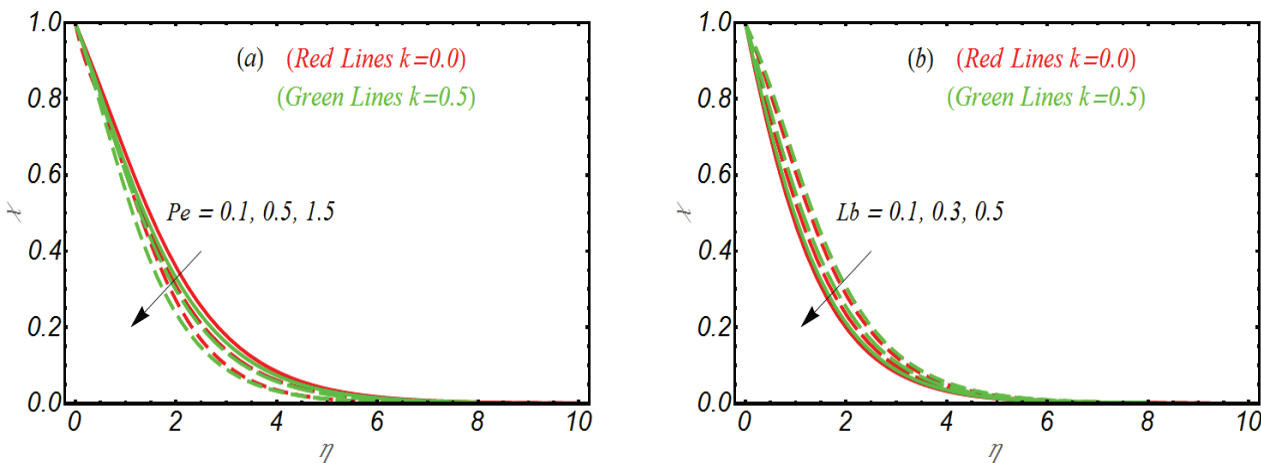 1.0
0.8
0.6
0.4
0.2
0.0
χ
(a) (Red Lines k=0.0)
(Green Lines k=0.5)
Pe = 0.1, 0.5, 1.5
0 2 4 6 8 10
η
1.0
0.8
0.6
0.4
0.2
0.0
χ
(b) (Red Lines k=0.0)
(Green Lines k=0.5)
Lb = 0.1, 0.3, 0.5
0 2 4 6 8 10
η